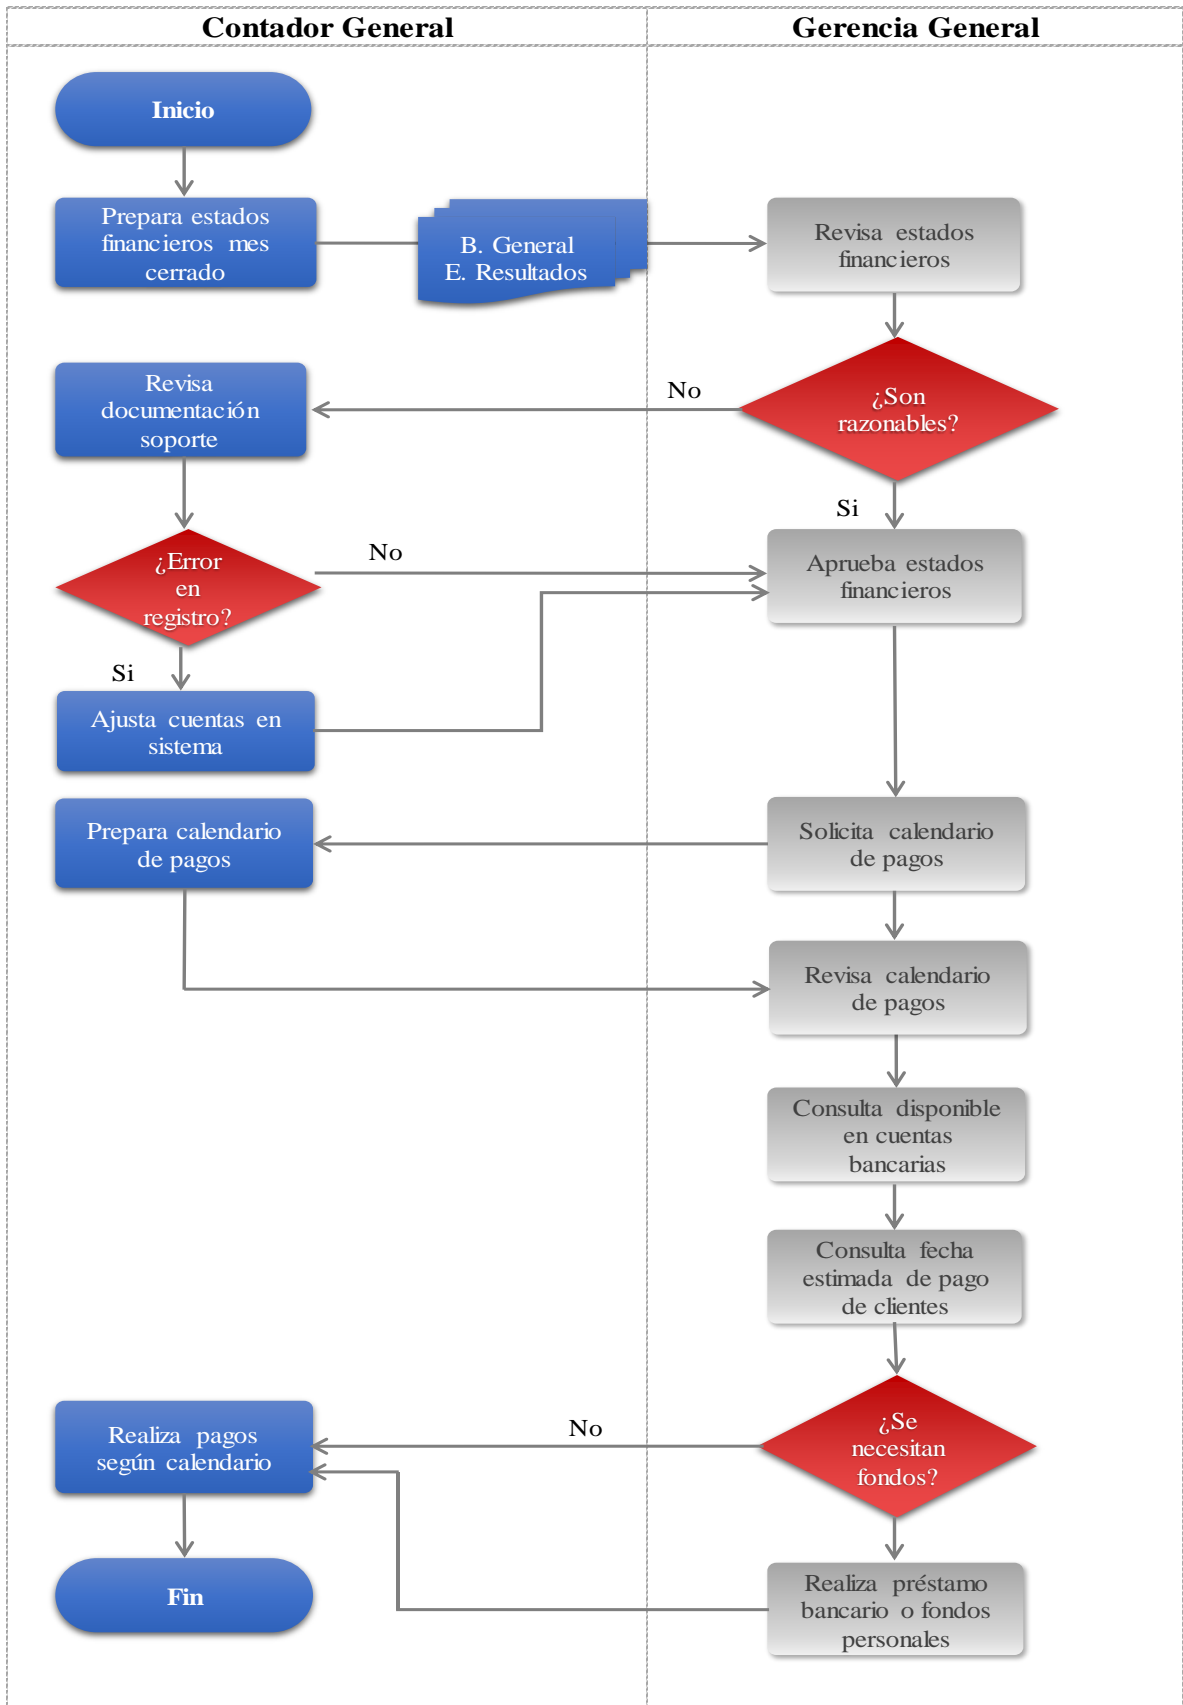 Contador General
Gerencia General
Inicio
Prepara estados
financieros mes
cerrado
B. General
E. Resultados
Revisa estados
financieros
¿Son
razonables?
No
Revisa
documentación
soporte
Si
¿Error
en
registro?
No
Aprueba estados
financieros
Si
Ajusta cuentas en
sistema
Prepara calendario
de pagos
Solicita calendario
de pagos
Revisa calendario
de pagos
Consulta disponible
en cuentas
bancarias
Consulta fecha
estimada de pago
de clientes
¿Se
necesitan
fondos?
No
Realiza pagos
según calendario
Fin
Realiza préstamo
bancario o fondos
personales